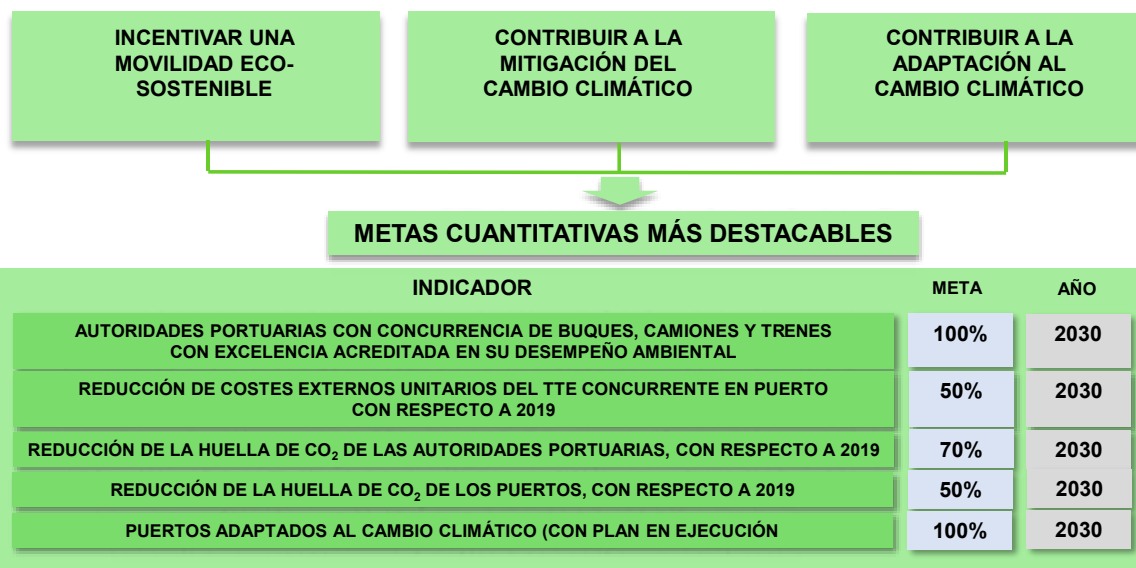 INCENTIVAR UNA
MOVILIDAD ECO-
SOSTENIBLE
CONTRIBUIR A LA
MITIGACIÓN DEL
CAMBIO CLIMÁTICO
CONTRIBUIR A LA
ADAPTACIÓN AL
CAMBIO CLIMÁTICO
METAS CUANTITATIVAS MÁS DESTACABLES
INDICADOR META AÑO
AUTORIDADES PORTUARIAS CON CONCURRENCIA DE BUQUES, CAMIONES Y TRENES
CON EXCELENCIA ACREDITADA EN SU DESEMPEÑO AMBIENTAL
100% 2030
REDUCCIÓN DE COSTES EXTERNOS UNITARIOS DEL TTE CONCURRENTE EN PUERTO
CON RESPECTO A 2019
50% 2030
REDUCCIÓN DE LA HUELLA DE CO₂ DE LAS AUTORIDADES PORTUARIAS, CON RESPECTO A 2019 70% 2030
REDUCCIÓN DE LA HUELLA DE CO₂ DE LOS PUERTOS, CON RESPECTO A 2019 50% 2030
PUERTOS ADAPTADOS AL CAMBIO CLIMÁTICO (CON PLAN EN EJECUCIÓN 100% 2030